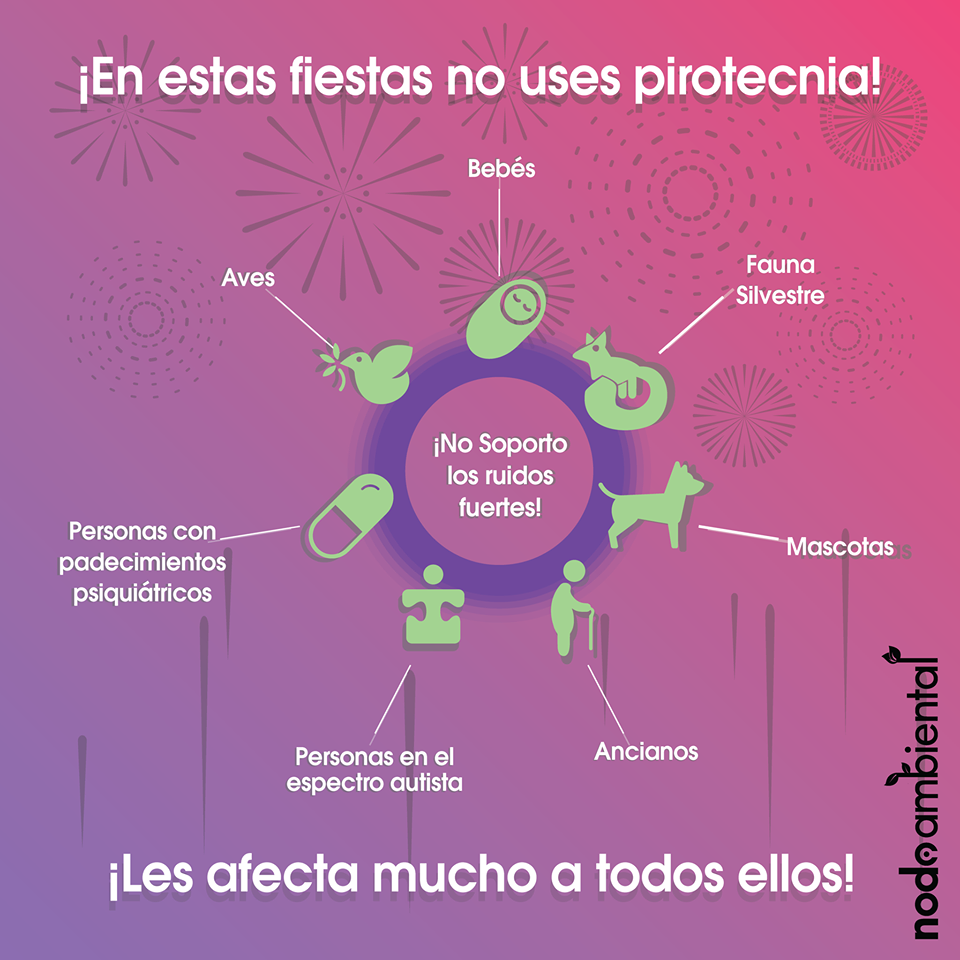 ¡En estas fiestas no uses pirotecnia!
Bebés
Aves
Fauna
Silvestre
¡No Soporto
los ruidos
fuertes!
Personas con
padecimientos
psiquiátricos
Mascotas
Personas en el
espectro autista
Ancianos
¡Les afecta mucho a todos ellos!
nodoambiental